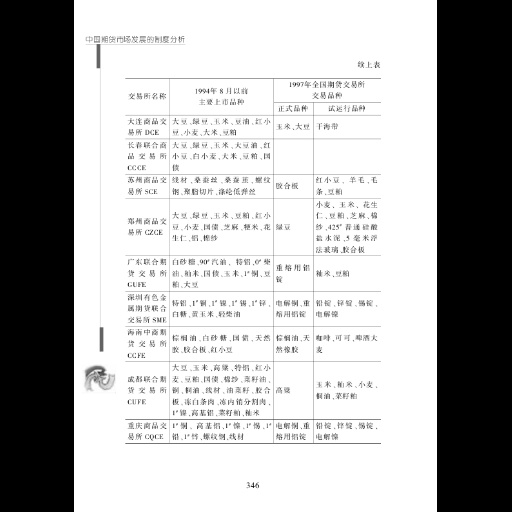 中国期货市场发展的制度分析
续上表
交易所名称
1994年8月以前
主要上市品种
1997年全国期货交易所
交易品种
正式品种
试运行品种
大连商品交
易所 DCE
大豆、绿豆、玉米、豆油、红小
豆、小麦、大米、豆粕
玉米、大豆
干海带
长春联合商
品交易所
CCCE
大豆、绿豆、玉米、大豆油、红
小豆、白小麦、大米、豆粕、国
债
苏州商品交
易所 SCE
线材、桑蚕丝、桑蚕茧、螺纹
钢、聚脂切片、涤纶低弹丝
胶合板
红小豆、羊毛、毛
条、豆粕
郑州商品交
易所 CZCE
大豆、绿豆、玉米、豆粕、红小
豆、小麦、国债、芝麻、粳米、花
生仁、铝、棉纱
绿豆
小麦、玉米、花生
仁、豆粕、芝麻、棉
纱、425#普通硅酸
盐水泥、5毫米浮
法玻璃、胶合板
广东联合期
货交易所
GUFE
白砂糖、90#汽油、特铝、0#柴
油、籼米、国债、玉米、1#铜、豆
粕、大豆
重熔用铝
锭
籼米、豆粕
深圳有色金
属期货联合
交易所 SME
特铝、1#铜、1#镍、1#锡、1#锌、
白糖、黄玉米、轻柴油
电解铜、重
熔用铝锭
铅锭、锌锭、锡锭、
电解镍
海南中商期
货交易所
CCFE
棕榈油、白砂糖、国债、天然
胶、胶合板、红小豆
棕榈油、天
然橡胶
咖啡、可可、啤酒大
麦
成都联合期
货交易所
CUFE
大豆、玉米、高粱、特铝、红小
麦、豆粕、国债、棉纱、菜籽油、
铜、桐油、线材、油菜籽、胶合
板、冻白条肉、冻肉销分割肉、
1#镍、高基铅、菜籽粕、籼米
高粱
玉米、籼米、小麦、
桐油、菜籽粕
重庆商品交
易所 CQCE
1#铜、高基铝、1#镍、1#锡、1#
铅、1#锌、螺纹钢、线材
电解铜、重
熔用铝锭
铅锭、锌锭、锡锭、
电解镍
346